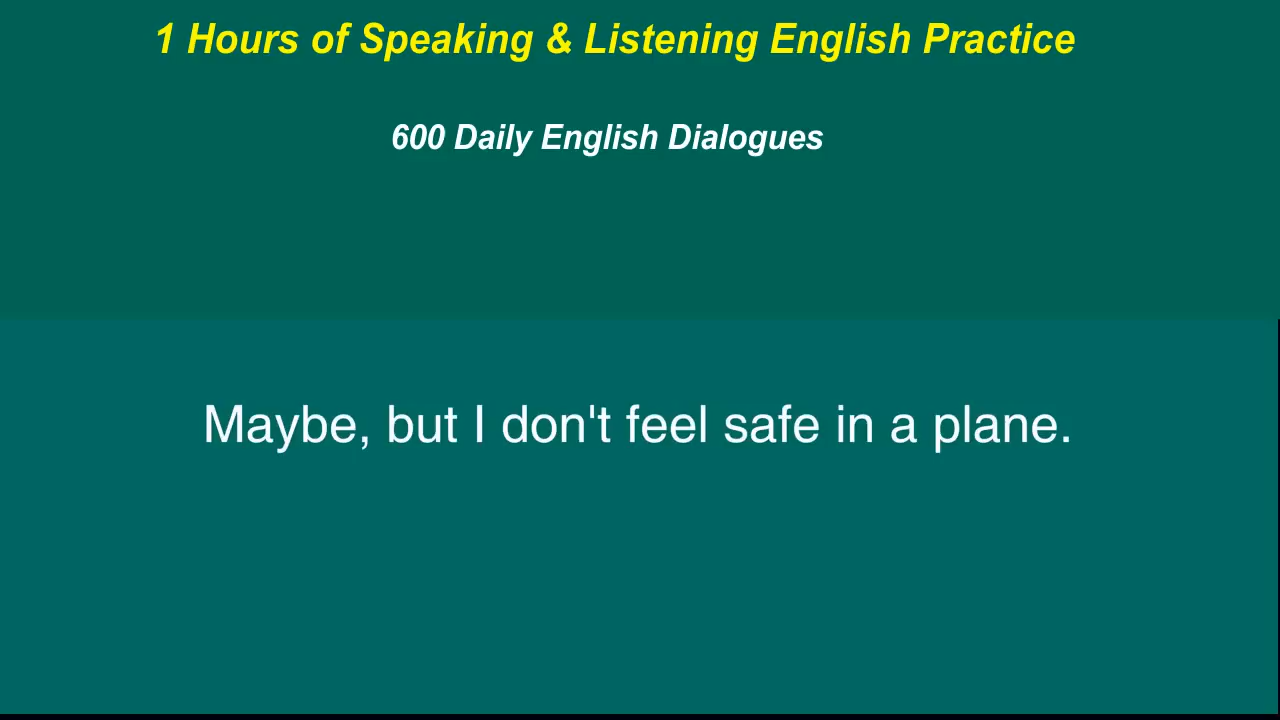 1 Hours of Speaking & Listening English Practice
600 Daily English Dialogues
Maybe, but I don't feel safe in a plane.